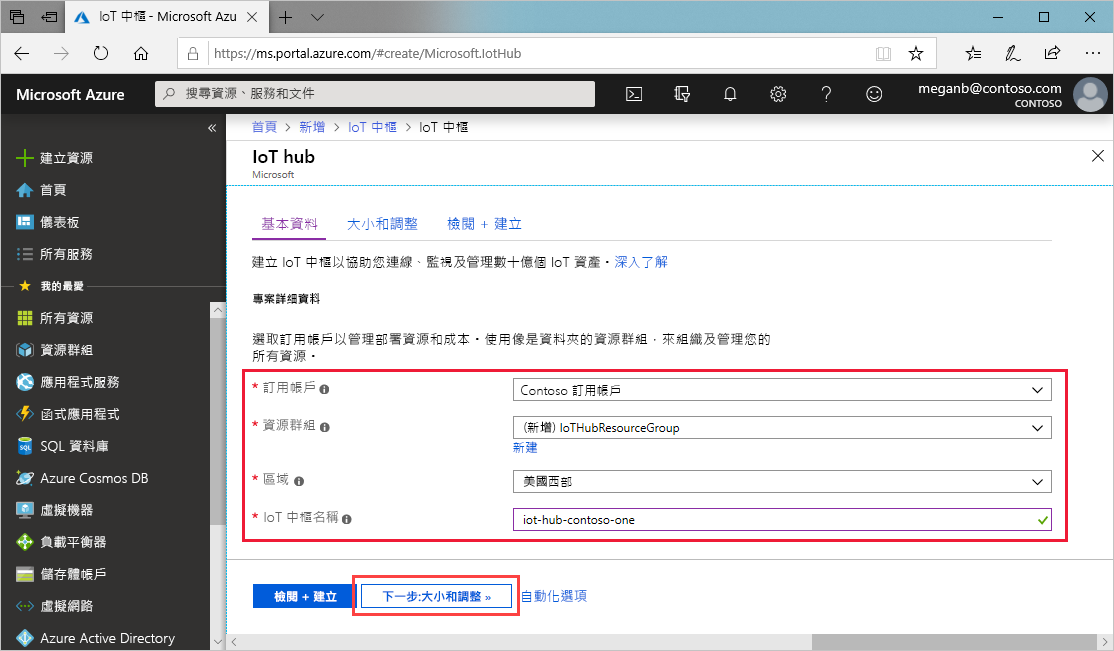 IoT 中樞 - Microsoft Azu
https://ms.portal.azure.com/#create/Microsoft.IotHub
Microsoft Azure
搜尋資源、服務和文件
meganb@contoso.com
CONTOSO
建立資源
首頁
儀表板
所有服務
我的最愛
所有資源
資源群組
應用程式服務
函式應用程式
SQL 資料庫
Azure Cosmos DB
虛擬機器
負載平衡器
儲存體帳戶
虛擬網路
Azure Active Directory
首頁 > 新增 > IoT 中樞 > IoT 中樞
IoT hub
Microsoft
基本資料 大小和調整 檢閱 + 建立
建立 IoT 中樞以協助您連線、監視及管理數十億個 IoT 資產。深入了解
專案詳細資料
選取訂用帳戶以管理部署資源和成本。使用像是資料夾的資源群組，來組織及管理您的
所有資源。
* 訂用帳戶 Contoso 訂用帳戶
* 資源群組 (新增) IoTHubResourceGroup
新建
* 區域 美國西部
* IoT 中樞名稱 iot-hub-contoso-one
檢閱 + 建立 下一步:大小和調整 » 自動化選項